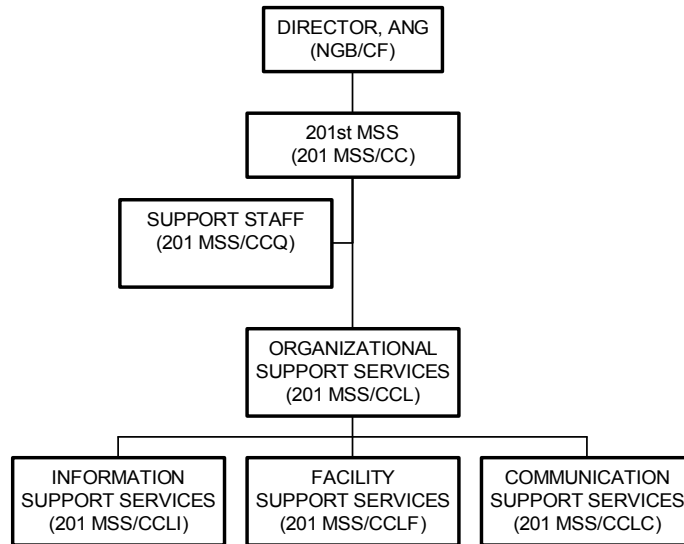 DIRECTOR, ANG
(NGB/CF)
201st MSS
(201 MSS/CC)
SUPPORT STAFF
(201 MSS/CCQ)
ORGANIZATIONAL
SUPPORT SERVICES
(201 MSS/CCL)
INFORMATION
SUPPORT SERVICES
(201 MSS/CCLI)
FACILITY
SUPPORT SERVICES
(201 MSS/CCLF)
COMMUNICATION
SUPPORT SERVICES
(201 MSS/CCLC)